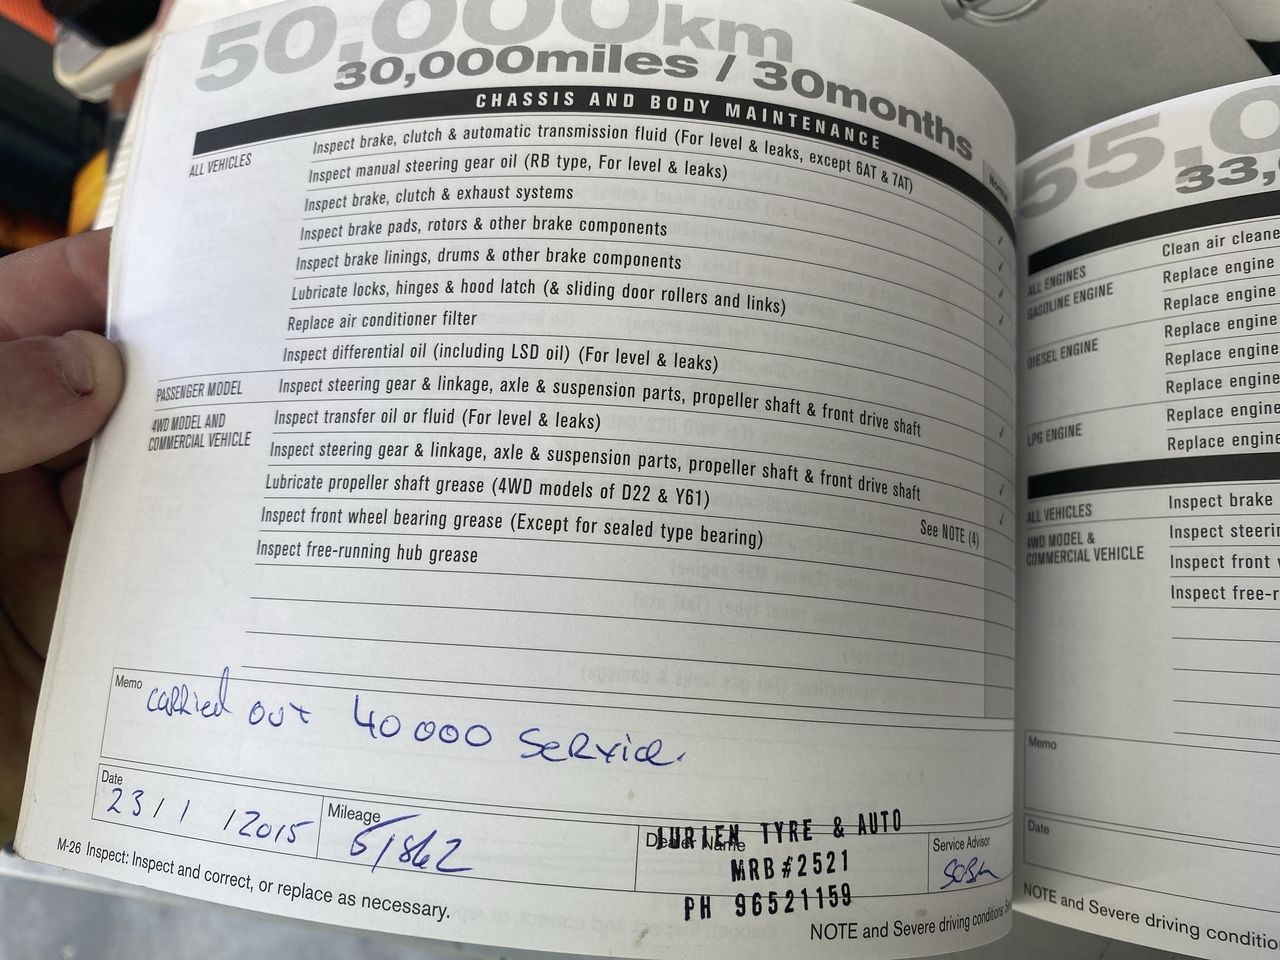 50,000km
30,000miles / 30months
CHASSIS AND BODY MAINTENANCE
Normal
ALL VEHICLES
Inspect brake, clutch & automatic transmission fluid (For level & leaks, except 6AT & 7AT)
Inspect manual steering gear oil (RB type, For level & leaks)
Inspect brake, clutch & exhaust systems
Inspect brake pads, rotors & other brake components
Inspect brake linings, drums & other brake components
Lubricate locks, hinges & hood latch (& sliding door rollers and links)
Replace air conditioner filter
Inspect differential oil (including LSD oil) (For level & leaks)
PASSENGER MODEL
Inspect steering gear & linkage, axle & suspension parts, propeller shaft & front drive shaft
4WD MODEL AND
COMMERCIAL VEHICLE
Inspect transfer oil or fluid (For level & leaks)
Inspect steering gear & linkage, axle & suspension parts, propeller shaft & front drive shaft
Lubricate propeller shaft grease (4WD models of D22 & Y61)
See NOTE (4)
Inspect front wheel bearing grease (Except for sealed type bearing)
Inspect free-running hub grease
Memo
carried out 40000 service.
Date
23/1/2015
Mileage
51862
Dealer Name
JURIEN TYRE & AUTO
MRB#2521
PH 96521159
Service Advisor
M-26 Inspect: Inspect and correct, or replace as necessary.
NOTE and Severe driving conditions
55,0
33,
ALL ENGINES
Clean air cleane
GASOLINE ENGINE
Replace engine
Replace engine
DIESEL ENGINE
Replace engine
Replace engine
Replace engine
LPG ENGINE
Replace engine
Replace engine
ALL VEHICLES
Inspect brake
4WD MODEL &
COMMERCIAL VEHICLE
Inspect steerin
Inspect front
Inspect free-r
Memo
Date
NOTE and Severe driving conditio